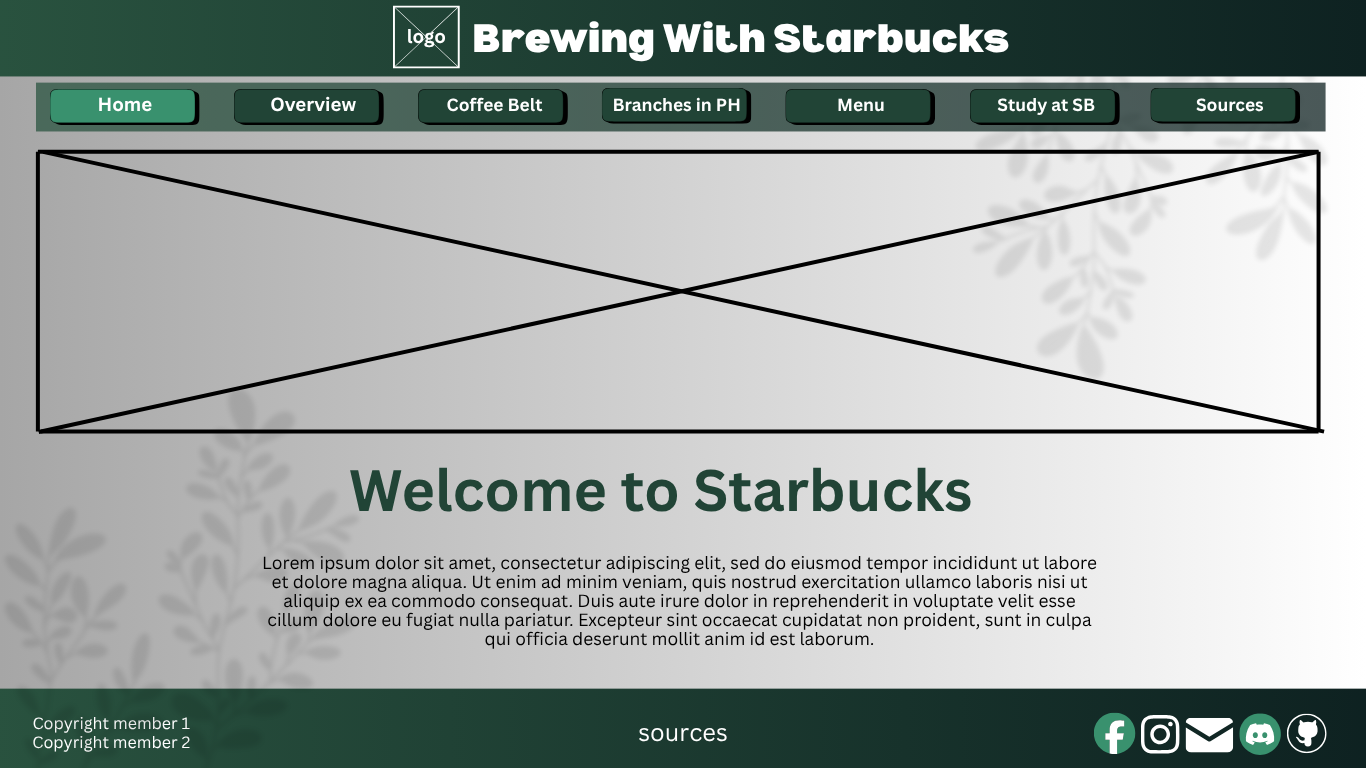 logo
Brewing With Starbucks
Home
Overview
Coffee Belt
Branches in PH
Menu
Study at SB
Sources
Welcome to Starbucks
Lorem ipsum dolor sit amet, consectetur adipiscing elit, sed do eiusmod tempor incididunt ut labore
et dolore magna aliqua. Ut enim ad minim veniam, quis nostrud exercitation ullamco laboris nisi ut
aliquip ex ea commodo consequat. Duis aute irure dolor in reprehenderit in voluptate velit esse
cillum dolore eu fugiat nulla pariatur. Excepteur sint occaecat cupidatat non proident, sunt in culpa
qui officia deserunt mollit anim id est laborum.
Copyright member 1
Copyright member 2
sources